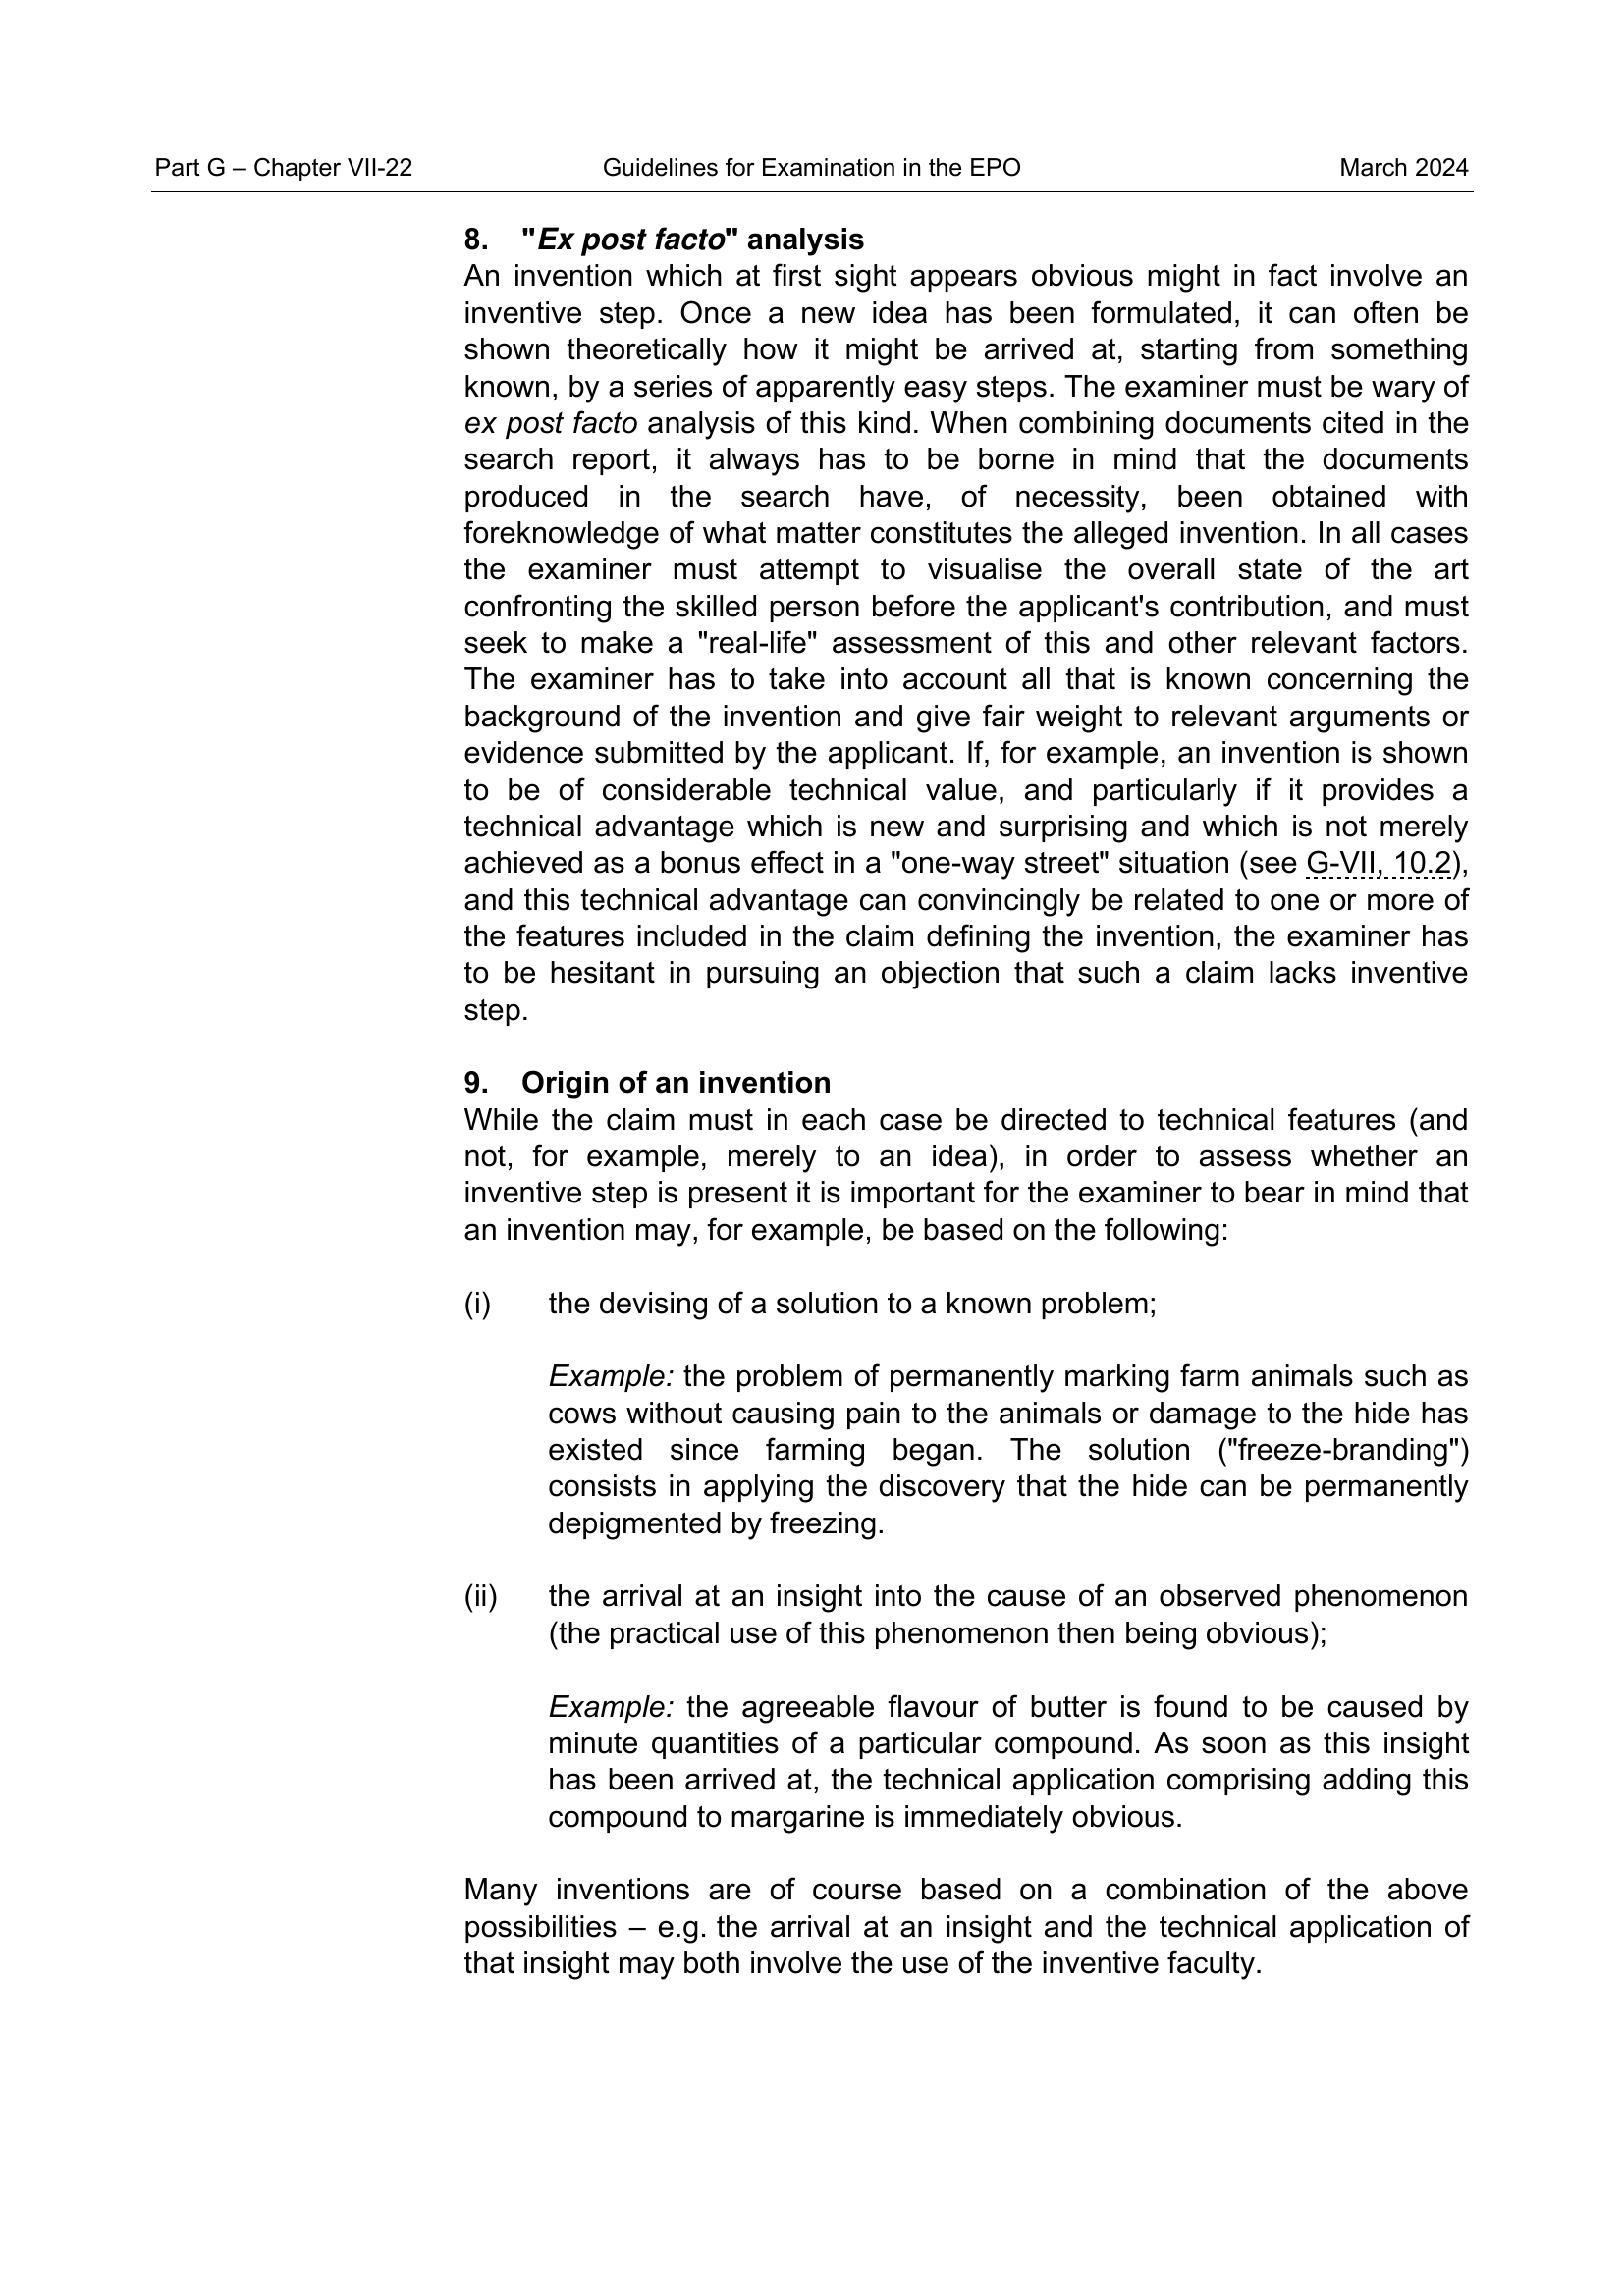 Part G – Chapter VII-22 Guidelines for Examination in the EPO March 2024
8. "Ex post facto" analysis
An invention which at first sight appears obvious might in fact involve an
inventive step. Once a new idea has been formulated, it can often be
shown theoretically how it might be arrived at, starting from something
known, by a series of apparently easy steps. The examiner must be wary of
ex post facto analysis of this kind. When combining documents cited in the
search report, it always has to be borne in mind that the documents
produced in the search have, of necessity, been obtained with
foreknowledge of what matter constitutes the alleged invention. In all cases
the examiner must attempt to visualise the overall state of the art
confronting the skilled person before the applicant's contribution, and must
seek to make a "real-life" assessment of this and other relevant factors.
The examiner has to take into account all that is known concerning the
background of the invention and give fair weight to relevant arguments or
evidence submitted by the applicant. If, for example, an invention is shown
to be of considerable technical value, and particularly if it provides a
technical advantage which is new and surprising and which is not merely
achieved as a bonus effect in a "one-way street" situation (see G-VII, 10.2),
and this technical advantage can convincingly be related to one or more of
the features included in the claim defining the invention, the examiner has
to be hesitant in pursuing an objection that such a claim lacks inventive
step.
9. Origin of an invention
While the claim must in each case be directed to technical features (and
not, for example, merely to an idea), in order to assess whether an
inventive step is present it is important for the examiner to bear in mind that
an invention may, for example, be based on the following:
(i) the devising of a solution to a known problem;
Example: the problem of permanently marking farm animals such as
cows without causing pain to the animals or damage to the hide has
existed since farming began. The solution ("freeze-branding")
consists in applying the discovery that the hide can be permanently
depigmented by freezing.
(ii) the arrival at an insight into the cause of an observed phenomenon
(the practical use of this phenomenon then being obvious);
Example: the agreeable flavour of butter is found to be caused by
minute quantities of a particular compound. As soon as this insight
has been arrived at, the technical application comprising adding this
compound to margarine is immediately obvious.
Many inventions are of course based on a combination of the above
possibilities – e.g. the arrival at an insight and the technical application of
that insight may both involve the use of the inventive faculty.